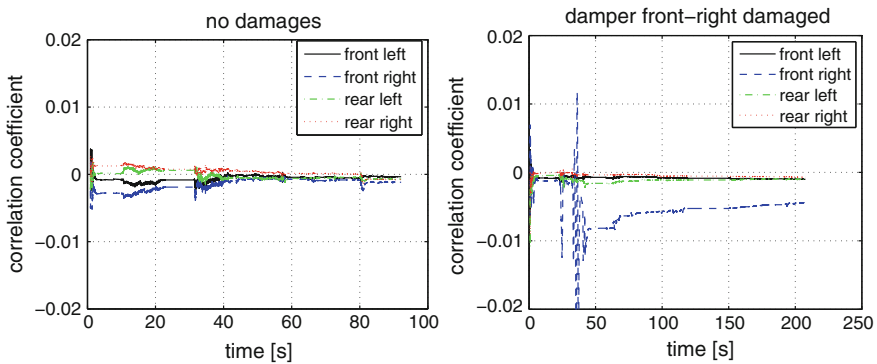 no damages
correlation coefficient
0.02
0.01
0
−0.01
−0.02
front left
front right
rear left
rear right
0
20
40
60
80
100
time [s]
damper front−right damaged
correlation coefficient
0.02
0.01
0
−0.01
−0.02
front left
front right
rear left
rear right
0
50
100
150
200
250
time [s]